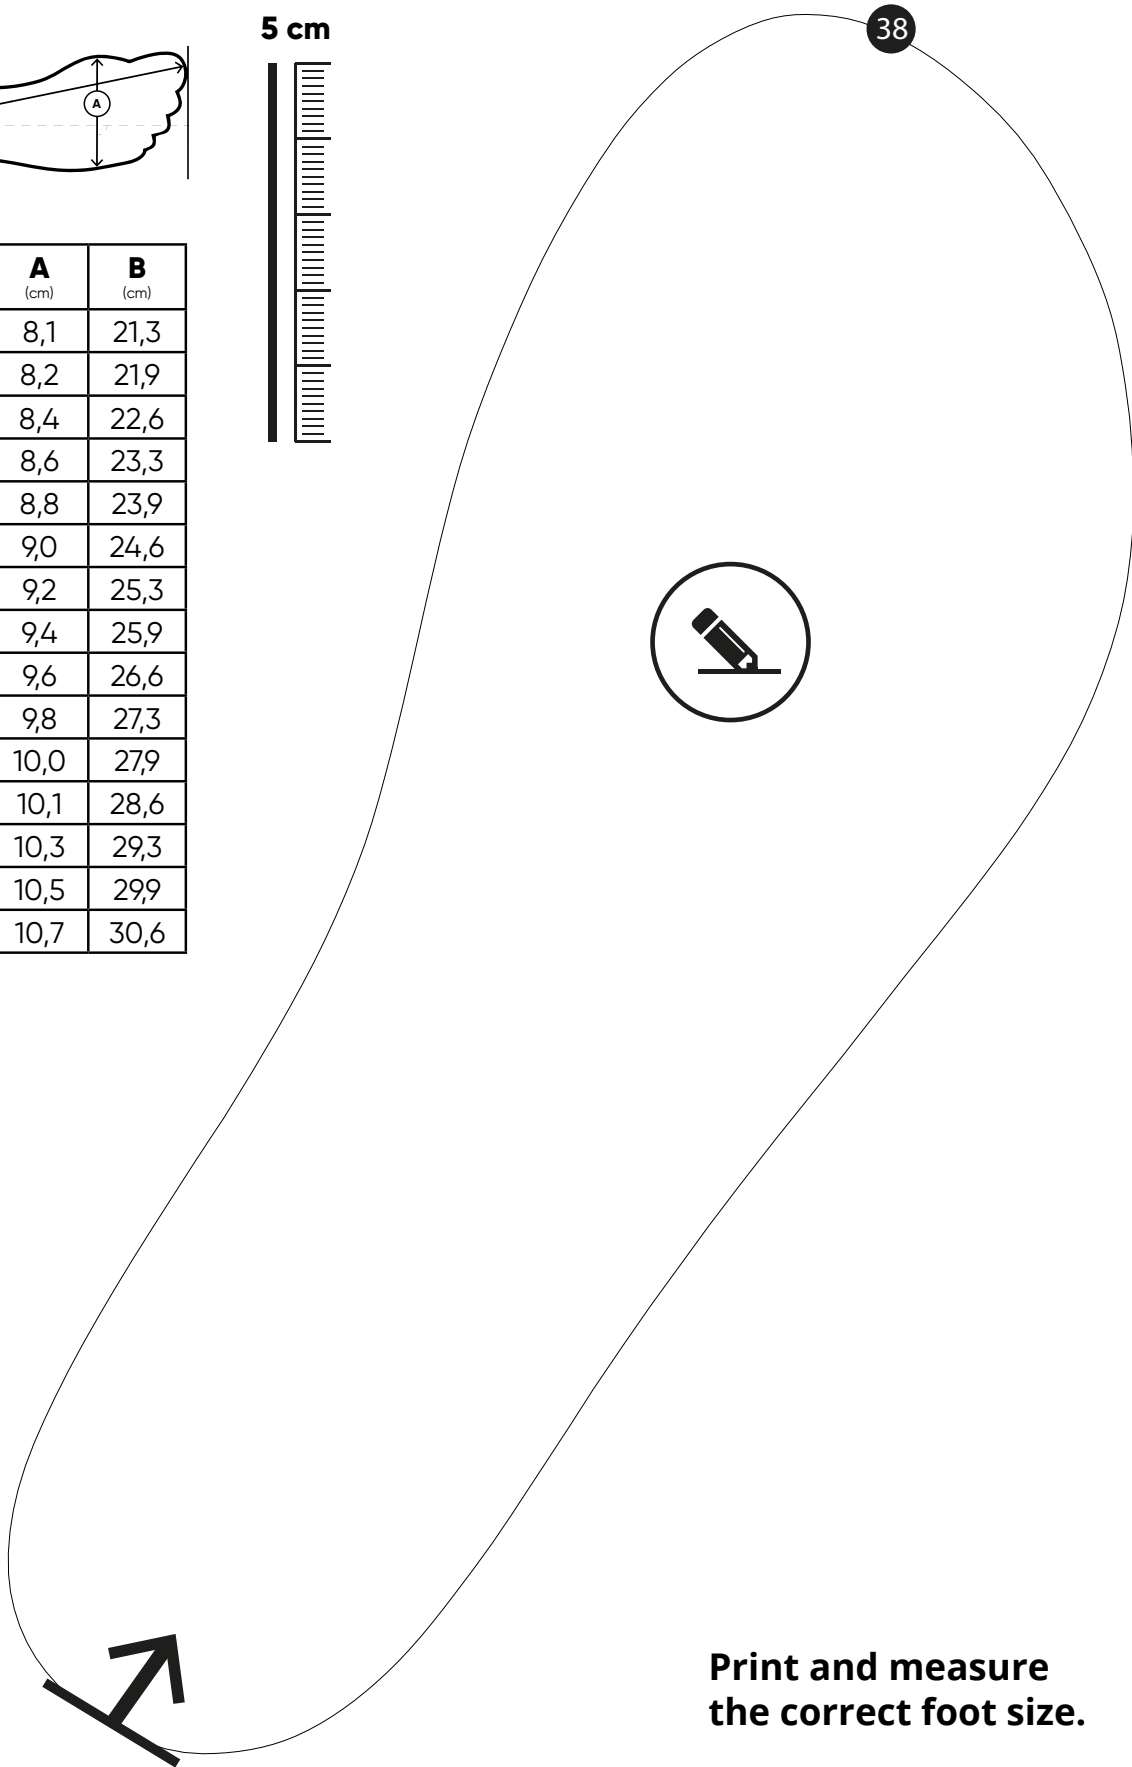 5 cm
38
A
A B
(cm) (cm)
8,1 21,3
8,2 21,9
8,4 22,6
8,6 23,3
8,8 23,9
9,0 24,6
9,2 25,3
9,4 25,9
9,6 26,6
9,8 27,3
10,0 27,9
10,1 28,6
10,3 29,3
10,5 29,9
10,7 30,6
Print and measure
the correct foot size.